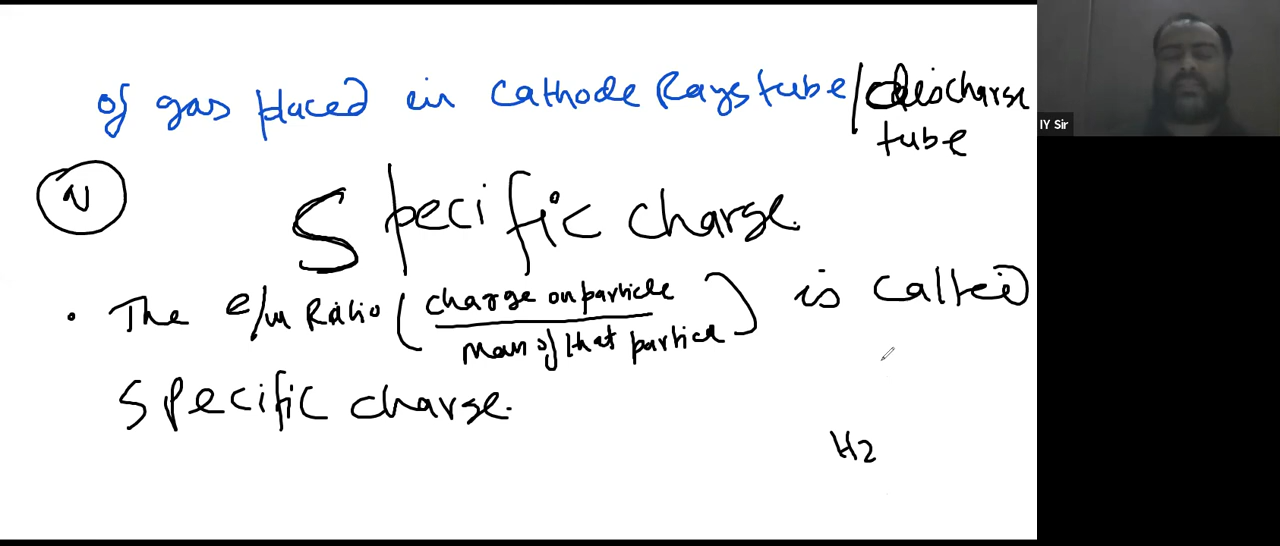 of gas placed in Cathode Rays tube/discharge
tube
IY Sir
Specific charge.
• The e/m Ratio (charge on particle / mass of that particle) is called
Specific charge.
H2